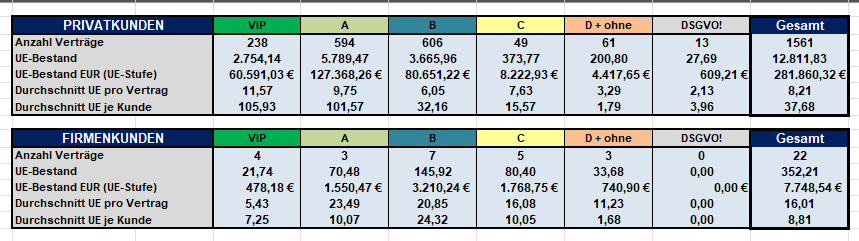 PRIVATKUNDEN VIP A B C D + ohne DSGVO! Gesamt
Anzahl Verträge 238 594 606 49 61 13 1561
UE-Bestand 2.754,14 5.789,47 3.665,96 373,77 200,80 27,69 12.811,83
UE-Bestand EUR (UE-Stufe) 60.591,03 € 127.368,26 € 80.651,22 € 8.222,93 € 4.417,65 € 609,21 € 281.860,32 €
Durchschnitt UE pro Vertrag 11,57 9,75 6,05 7,63 3,29 2,13 8,21
Durchschnitt UE je Kunde 105,93 101,57 32,16 15,57 1,79 3,96 37,68
FIRMENKUNDEN VIP A B C D + ohne DSGVO! Gesamt
Anzahl Verträge 4 3 7 5 3 0 22
UE-Bestand 21,74 70,48 145,92 80,40 33,68 0,00 352,21
UE-Bestand EUR (UE-Stufe) 478,18 € 1.550,47 € 3.210,24 € 1.768,75 € 740,90 € 0,00 € 7.748,54 €
Durchschnitt UE pro Vertrag 5,43 23,49 20,85 16,08 11,23 0,00 16,01
Durchschnitt UE je Kunde 7,25 10,07 24,32 10,05 1,68 0,00 8,81